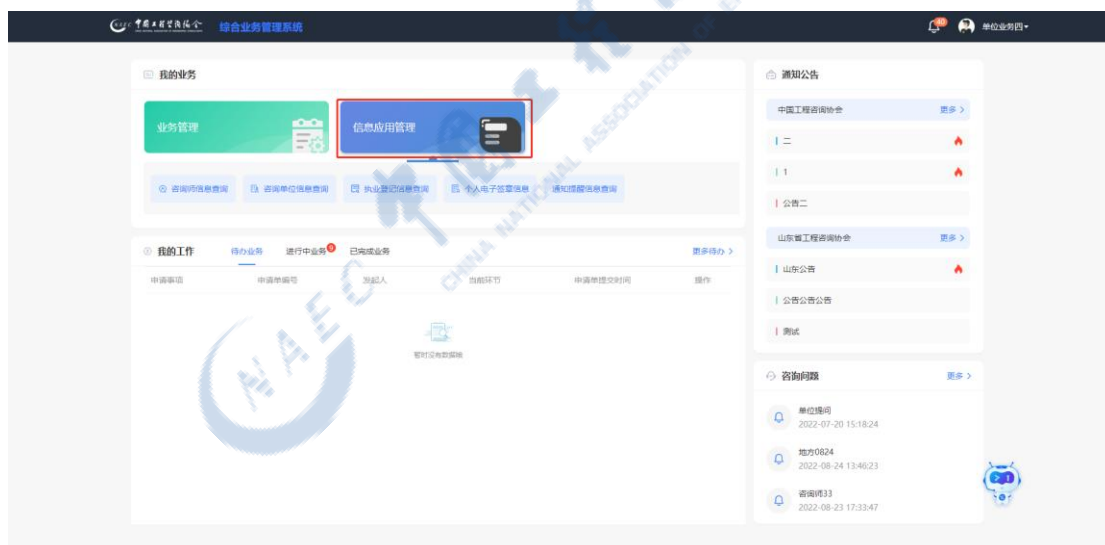 中国工程咨询协会 综合业务管理系统
40 单位业务四
我的业务
业务管理
信息应用管理
咨询师信息查询 咨询单位信息查询 执业登记信息查询 个人电子签章信息 通知提醒信息查询
我的工作 待办业务 进行中业务 已完成业务 更多待办 >
申请事项 申请单编号 发起人 当前环节 申请单提交时间 操作
暂时没有数据哦
通知公告
中国工程咨询协会 更多 >
二
1
公告二
山东省工程咨询协会 更多 >
山东公告
公告公告公告
测试
咨询问题 更多 >
单位提问
2022-07-20 15:18:24
地方0824
2022-08-24 13:46:23
咨询师33
2022-08-23 17:33:47
NAEC
CHINA NATIONAL ASSOCIATION OF